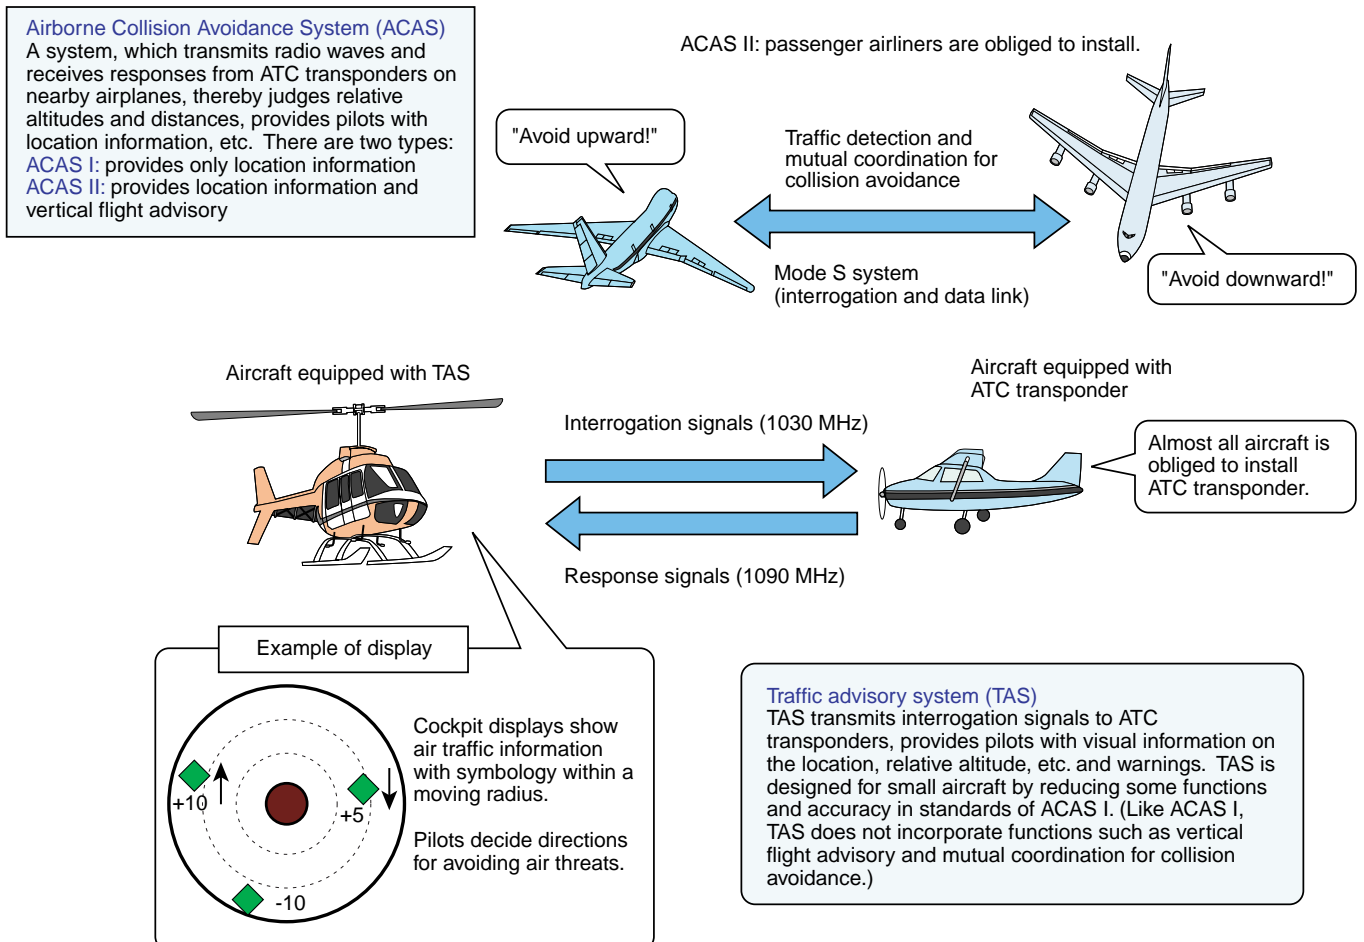 Airborne Collision Avoidance System (ACAS)
A system, which transmits radio waves and
receives responses from ATC transponders on
nearby airplanes, thereby judges relative
altitudes and distances, provides pilots with
location information, etc.  There are two types:
ACAS I: provides only location information
ACAS II: provides location information and
vertical flight advisory
ACAS II: passenger airliners are obliged to install.
"Avoid upward!"
Traffic detection and
mutual coordination for
collision avoidance
Mode S system
(interrogation and data link)
"Avoid downward!"
Aircraft equipped with TAS
Interrogation signals (1030 MHz)
Response signals (1090 MHz)
Aircraft equipped with
ATC transponder
Almost all aircraft is
obliged to install
ATC transponder.
Example of display
+10
+5
-10
Cockpit displays show
air traffic information
with symbology within a
moving radius.
Pilots decide directions
for avoiding air threats.
Traffic advisory system (TAS)
TAS transmits interrogation signals to ATC
transponders, provides pilots with visual information on
the location, relative altitude, etc. and warnings.  TAS is
designed for small aircraft by reducing some functions
and accuracy in standards of ACAS I. (Like ACAS I,
TAS does not incorporate functions such as vertical
flight advisory and mutual coordination for collision
avoidance.)